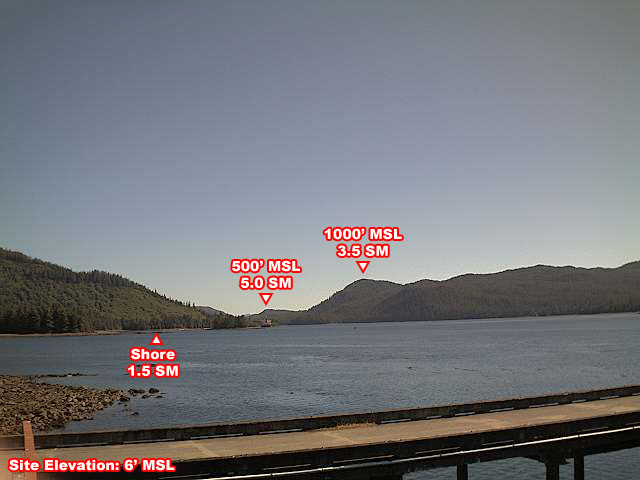 1000’ MSL
3.5 SM
500’ MSL
5.0 SM
Shore
1.5 SM
Site Elevation: 6’ MSL